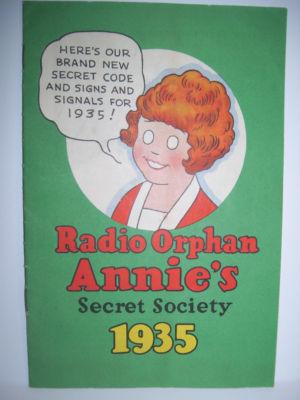 HERE'S OUR
BRAND NEW
SECRET CODE
AND SIGNS AND
SIGNALS FOR
1935!
Radio Orphan
Annie's
Secret Society
1935